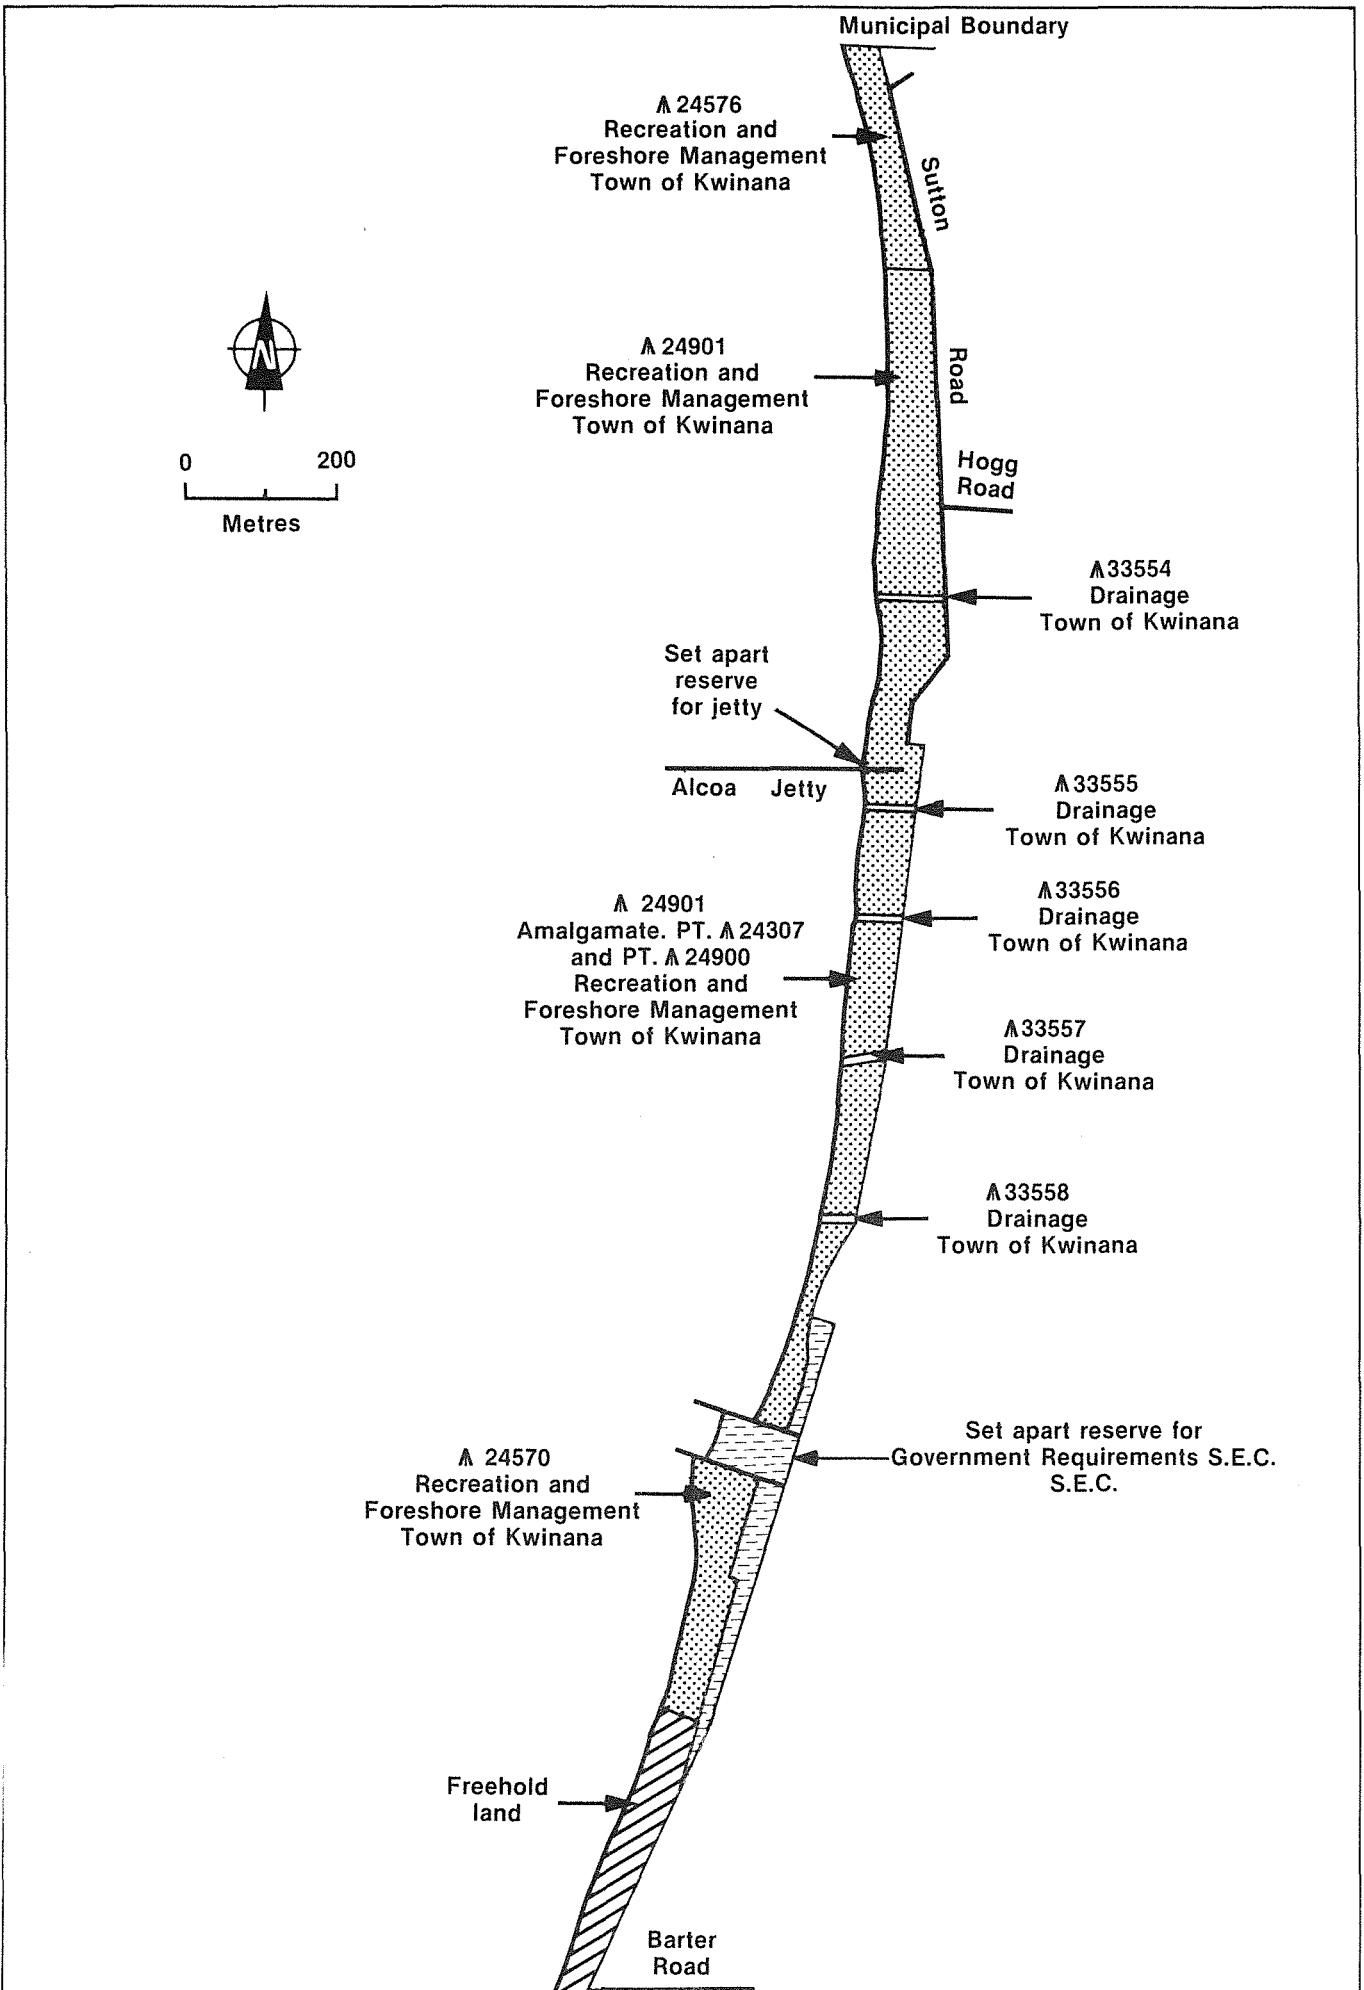 Municipal Boundary
⩚ 24576
Recreation and
Foreshore Management
Town of Kwinana
Sutton
Road
⩚ 24901
Recreation and
Foreshore Management
Town of Kwinana
N
0 200
Metres
Hogg
Road
⩚ 33554
Drainage
Town of Kwinana
Set apart
reserve
for jetty
Alcoa Jetty
⩚ 33555
Drainage
Town of Kwinana
⩚ 33556
Drainage
Town of Kwinana
⩚ 24901
Amalgamate. PT. ⩚ 24307
and PT. ⩚ 24900
Recreation and
Foreshore Management
Town of Kwinana
⩚ 33557
Drainage
Town of Kwinana
⩚ 33558
Drainage
Town of Kwinana
Set apart reserve for
Government Requirements S.E.C.
S.E.C.
⩚ 24570
Recreation and
Foreshore Management
Town of Kwinana
Freehold
land
Barter
Road